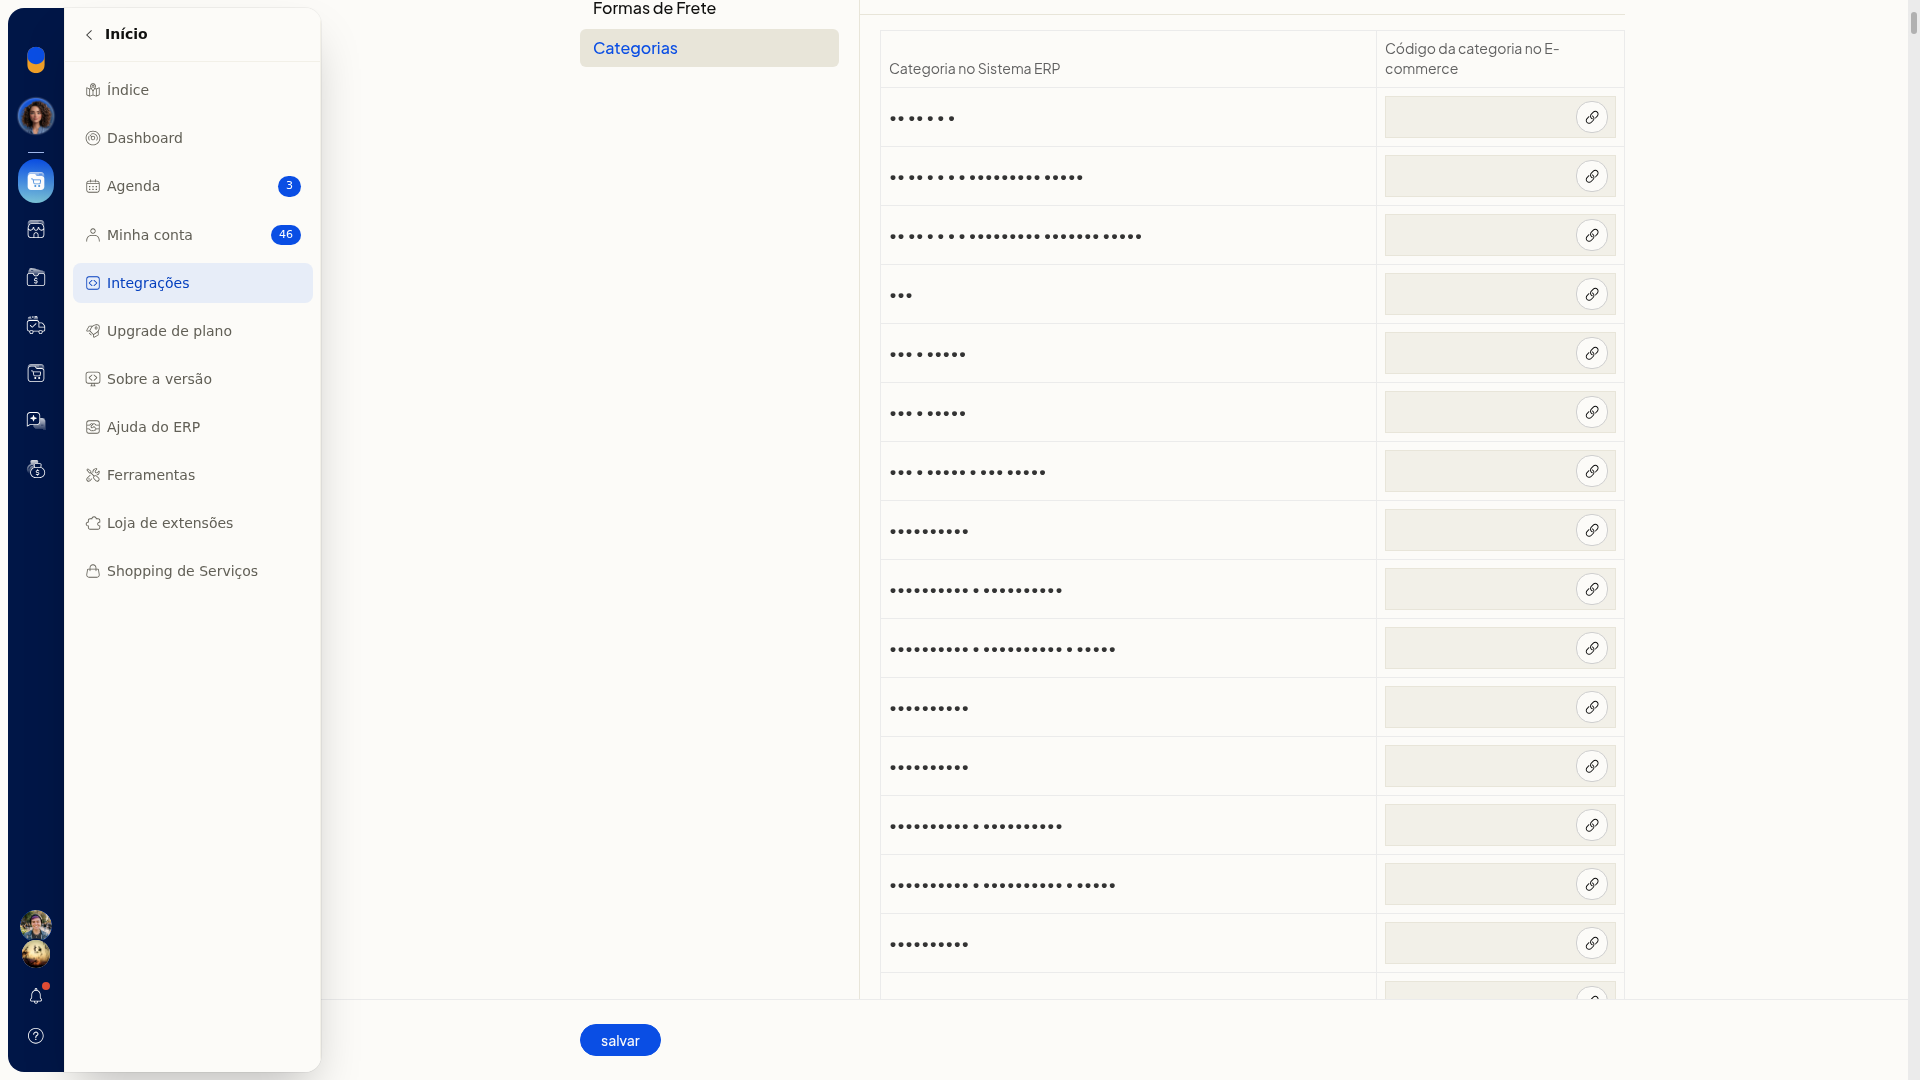 Início
Índice
Dashboard
Agenda
3
Minha conta
46
Integrações
Upgrade de plano
Sobre a versão
Ajuda do ERP
Ferramentas
Loja de extensões
Shopping de Serviços
Formas de Frete
Categorias
Categoria no Sistema ERP
Código da categoria no E-
commerce
•• •• • • •
•• •• • • • • ••••••••• •••••
•• •• • • • • ••••••••• ••••••• •••••
•••
••• • •••••
••• • •••••
••• • ••••• • ••• •••••
••••••••••
•••••••••• • ••••••••••
•••••••••• • •••••••••• • •••••
••••••••••
••••••••••
•••••••••• • ••••••••••
•••••••••• • •••••••••• • •••••
••••••••••
salvar